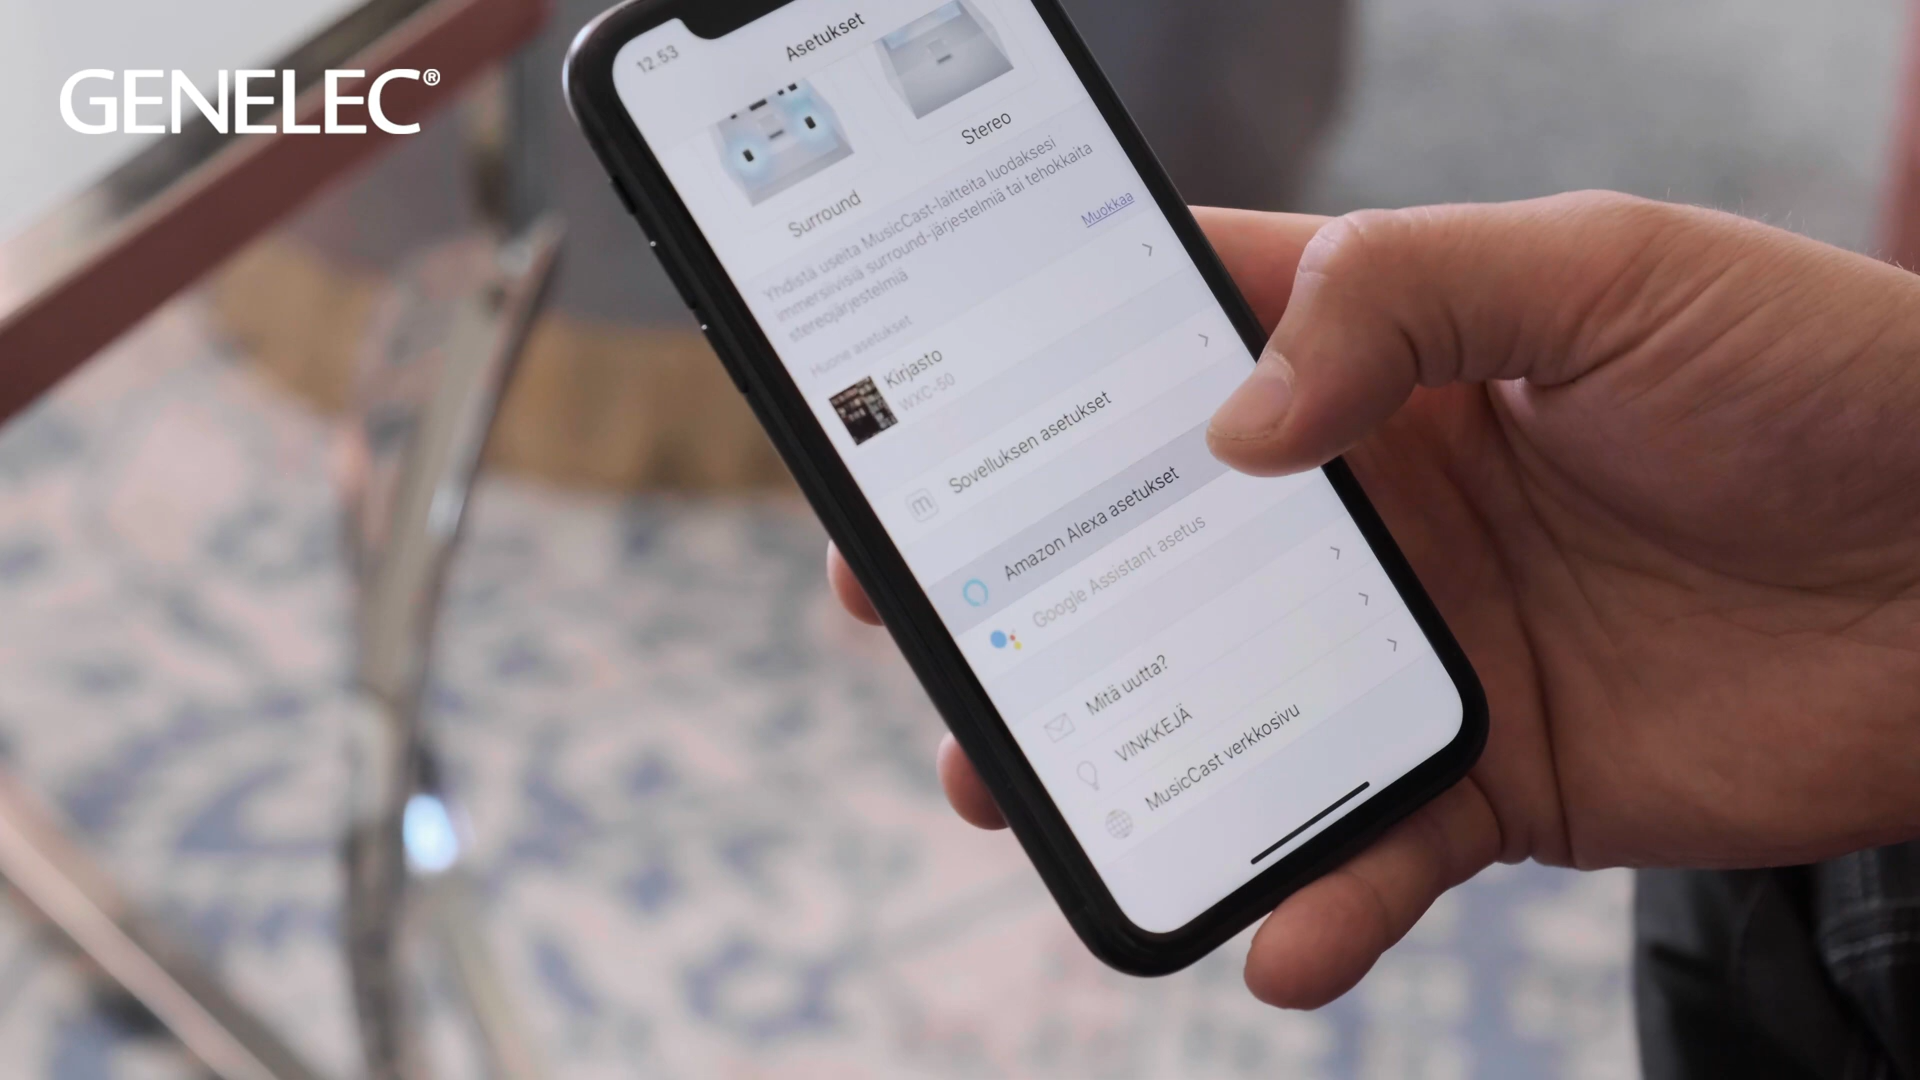 GENELEC®
12.53
Asetukset
Surround
Stereo
Yhdistä useita MusicCast-laitteita luodaksesi
immersiivisiä surround-järjestelmiä tai tehokkaita
stereojärjestelmiä
Muokkaa
Huone asetukset
Kirjasto
WXC-50
Sovelluksen asetukset
Amazon Alexa asetukset
Google Assistant asetus
Mitä uutta?
VINKKEJÄ
MusicCast verkkosivu